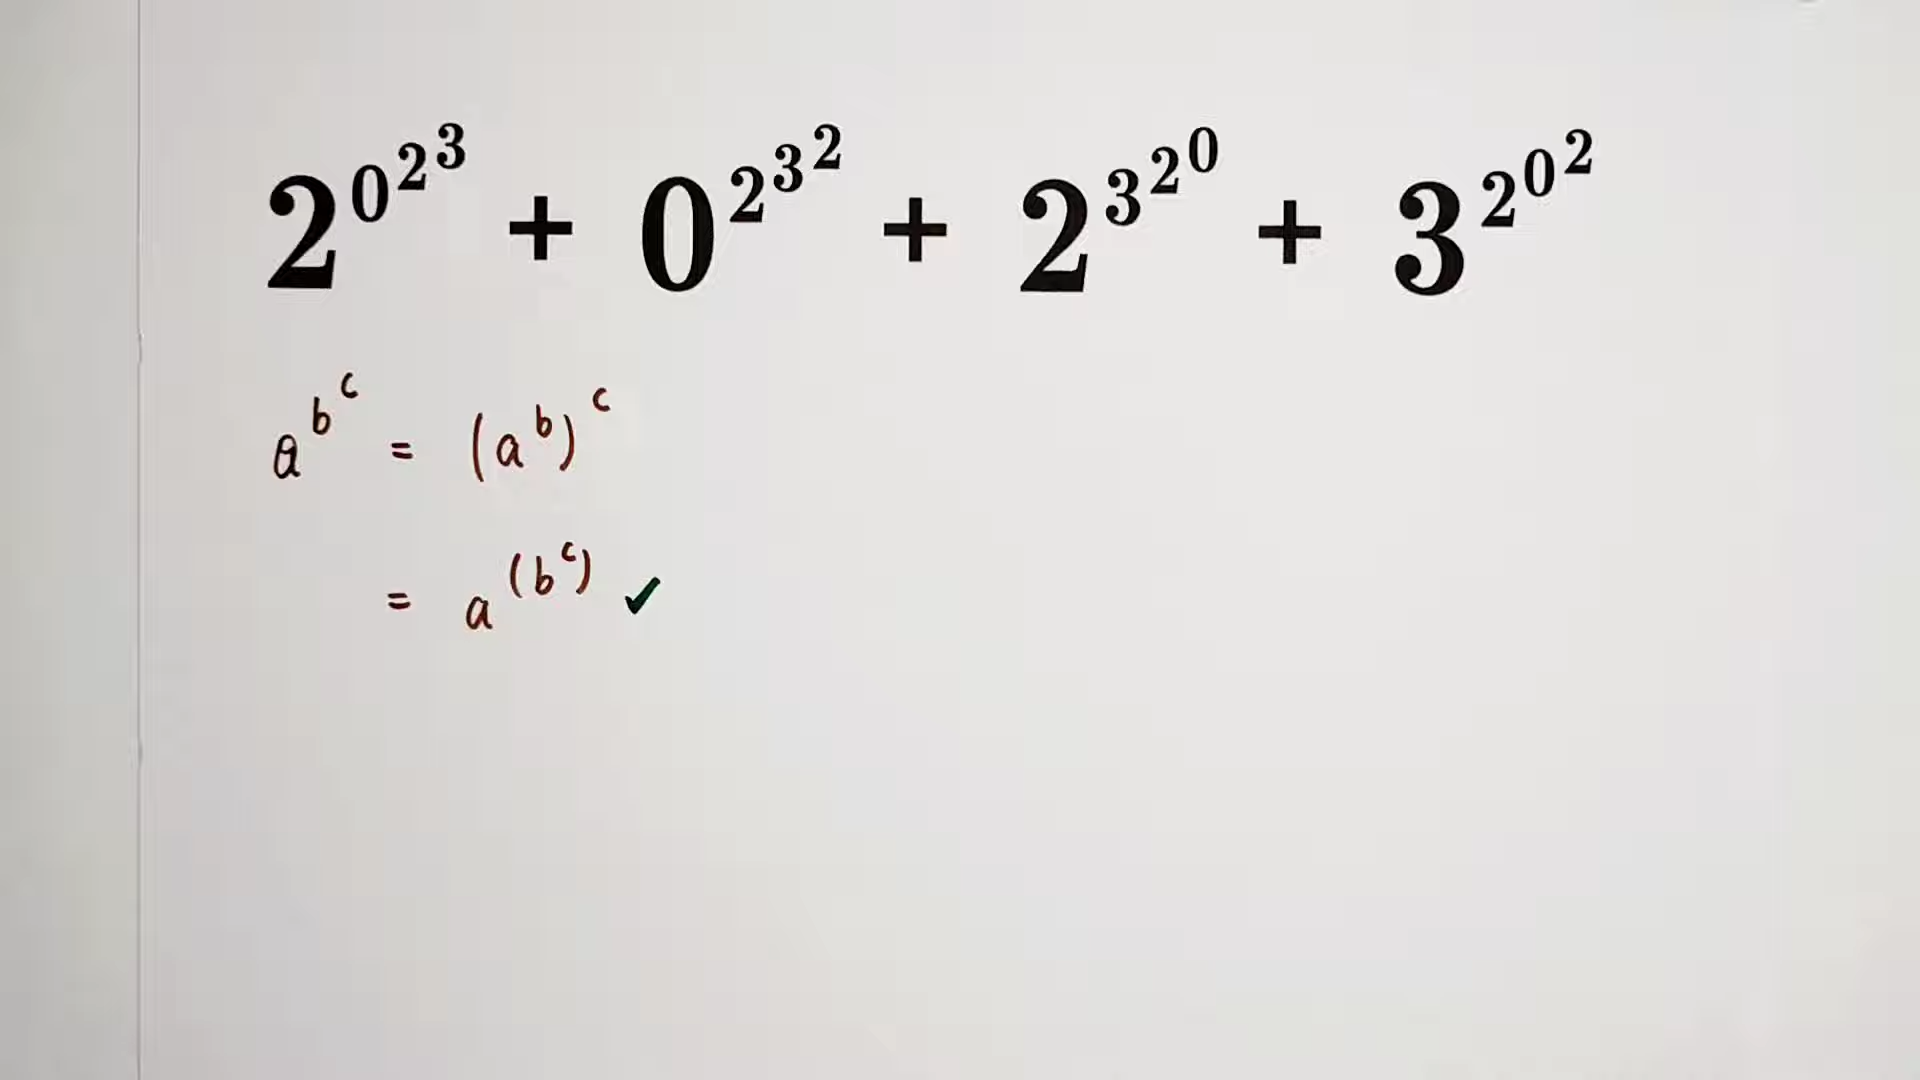 2^{0^{2^{3}}} + 0^{2^{3^{2}}} + 2^{3^{2^{0}}} + 3^{2^{0^{2}}}
a^{b^{c}} = (a^{b})^{c}
= a^{(b^{c})} ✓